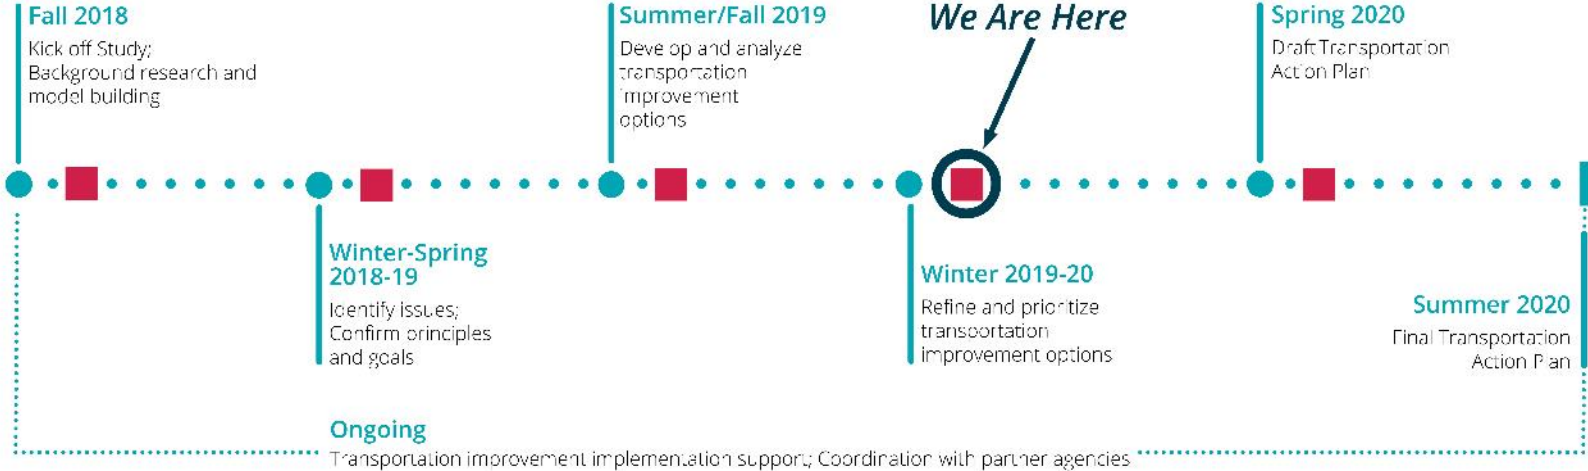 Fall 2018
Kick off Study;
Background research and
model building
Summer/Fall 2019
Develop and analyze
transportation
improvement
options
We Are Here
Spring 2020
Draft Transportation
Action Plan
Winter-Spring
2018-19
Identify issues;
Confirm principles
and goals
Winter 2019-20
Refine and prioritize
transportation
improvement options
Summer 2020
Final Transportation
Action Plan
Ongoing
Transportation improvement implementation support; Coordination with partner agencies